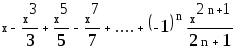 x - x^3/3 + x^5/5 - x^7/7 + .... + (-1)^n x^(2n+1)/(2n+1)